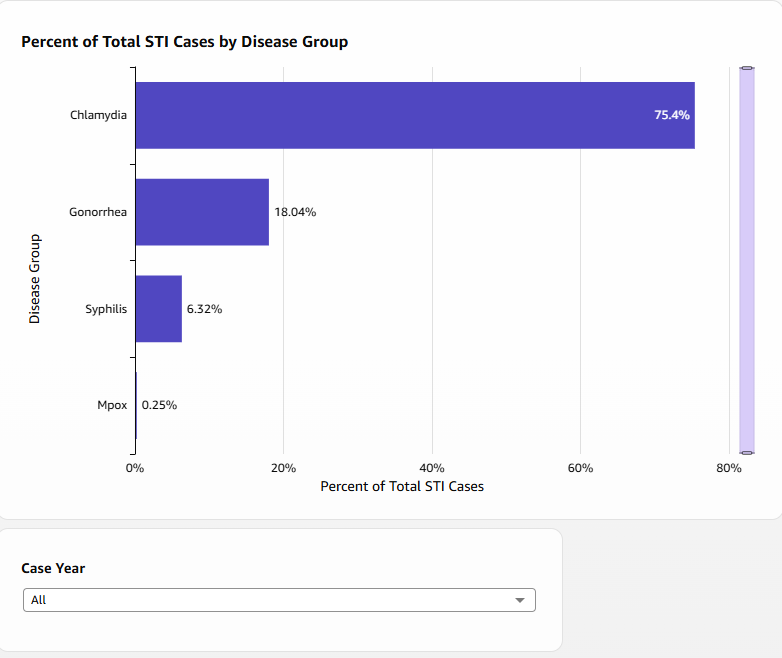 Percent of Total STI Cases by Disease Group
Chlamydia
75.4%
Gonorrhea
18.04%
Disease Group
Syphilis
6.32%
Mpox
0.25%
0% 20% 40% 60% 80%
Percent of Total STI Cases
Case Year
All